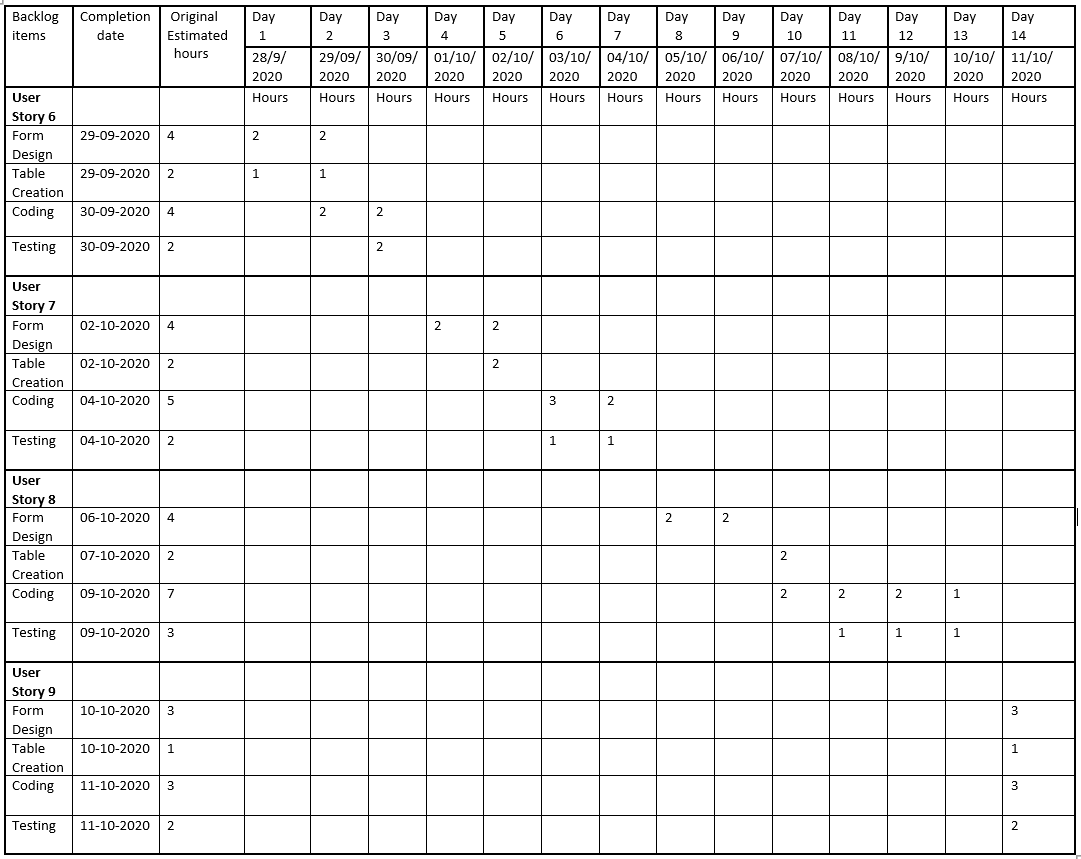 Backlog items Completion date Original Estimated hours Day 1 Day 2 Day 3 Day 4 Day 5 Day 6 Day 7 Day 8 Day 9 Day 10 Day 11 Day 12 Day 13 Day 14
28/9/2020 29/09/2020 30/09/2020 01/10/2020 02/10/2020 03/10/2020 04/10/2020 05/10/2020 06/10/2020 07/10/2020 08/10/2020 9/10/2020 10/10/2020 11/10/2020
User Story 6 Hours Hours Hours Hours Hours Hours Hours Hours Hours Hours Hours Hours Hours Hours
Form Design 29-09-2020 4 2 2
Table Creation 29-09-2020 2 1 1
Coding 30-09-2020 4 2 2
Testing 30-09-2020 2 2
User Story 7
Form Design 02-10-2020 4 2 2
Table Creation 02-10-2020 2 2
Coding 04-10-2020 5 3 2
Testing 04-10-2020 2 1 1
User Story 8
Form Design 06-10-2020 4 2 2
Table Creation 07-10-2020 2 2
Coding 09-10-2020 7 2 2 2 1
Testing 09-10-2020 3 1 1 1
User Story 9
Form Design 10-10-2020 3 3
Table Creation 10-10-2020 1 1
Coding 11-10-2020 3 3
Testing 11-10-2020 2 2